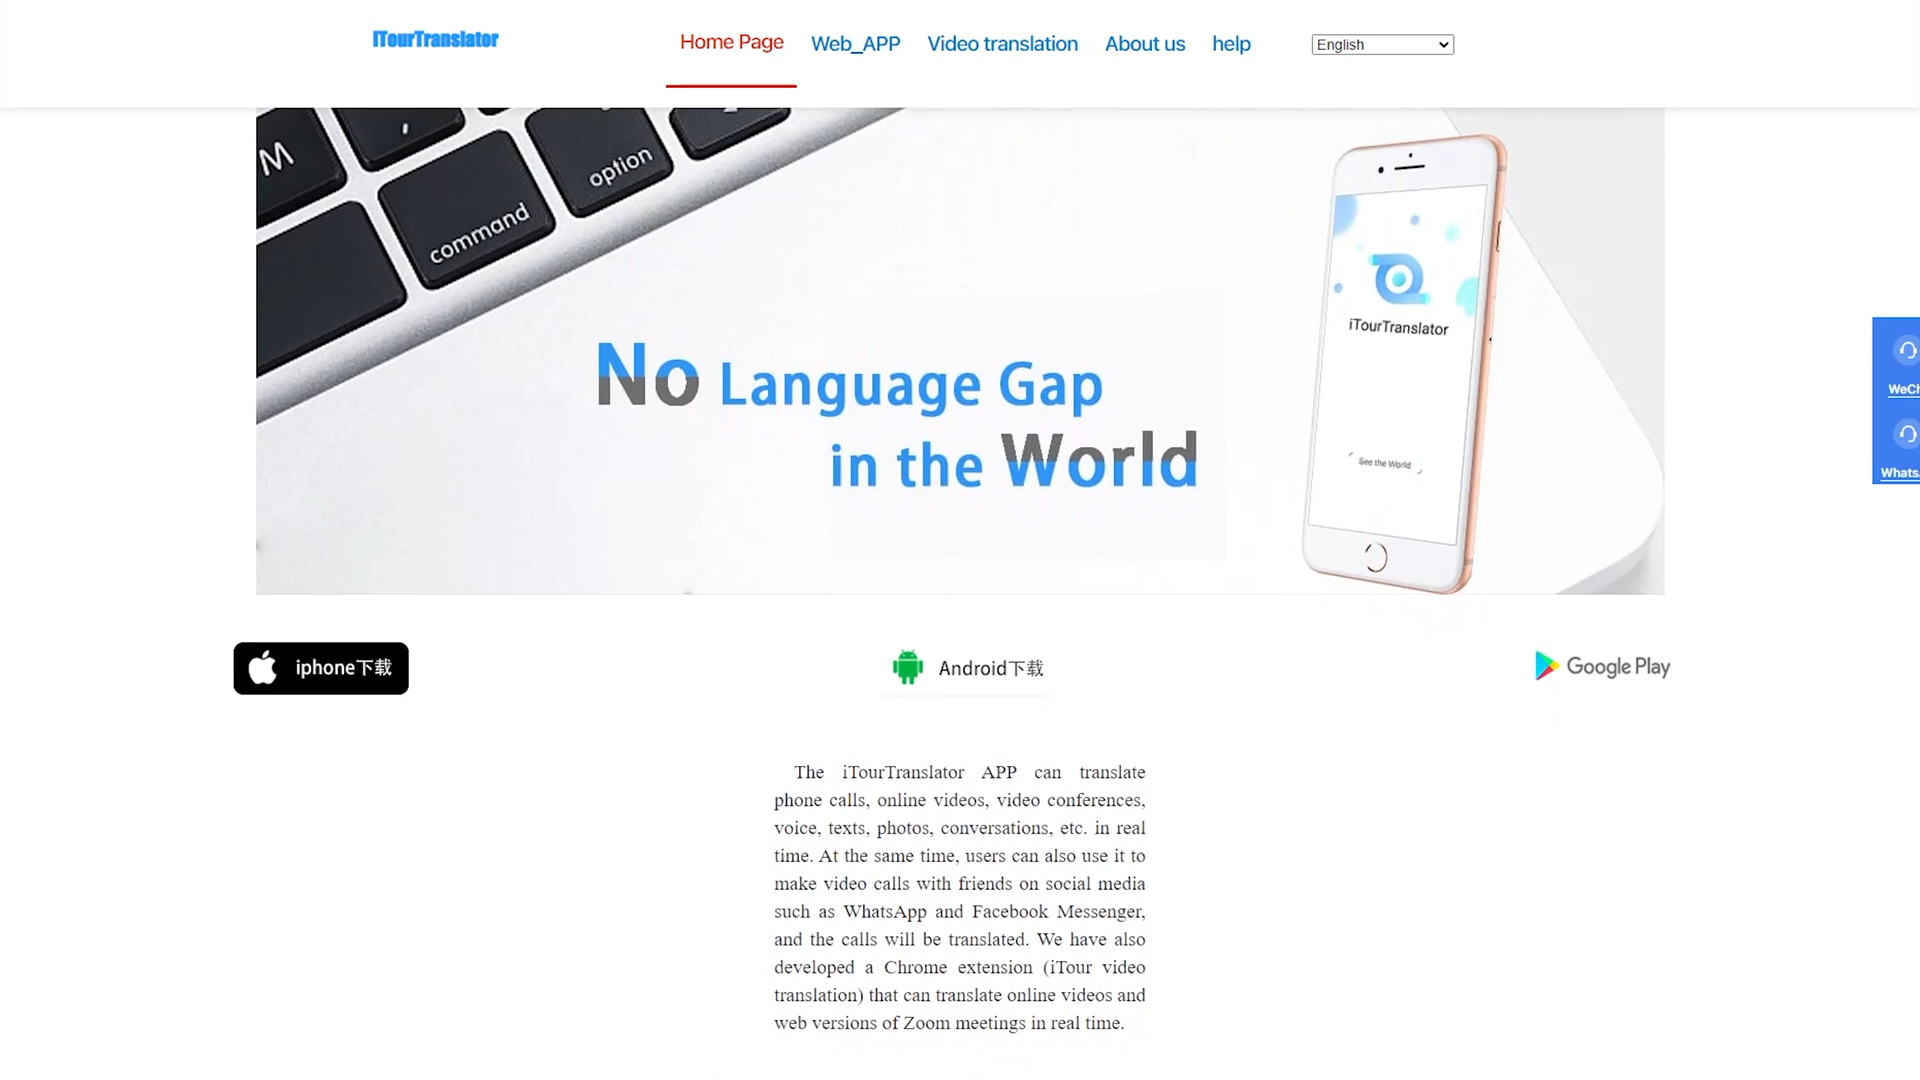 ITourTranslator
Home Page
Web_APP
Video translation
About us
help
English
M
,
option
command
No Language Gap
in the World
iTourTranslator
See the World
WeCh
Whats
iphone下载
Android下载
Google Play
The iTourTranslator APP can translate
phone calls, online videos, video conferences,
voice, texts, photos, conversations, etc. in real
time. At the same time, users can also use it to
make video calls with friends on social media
such as WhatsApp and Facebook Messenger,
and the calls will be translated. We have also
developed a Chrome extension (iTour video
translation) that can translate online videos and
web versions of Zoom meetings in real time.